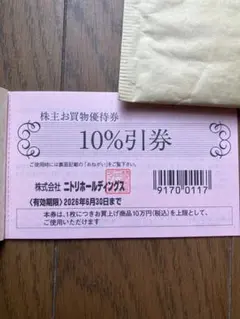 株主お買物優待券
10%引券
ご使用時には裏面記載の「おねがい」をご覧下さい。
株式会社 ニトリホールディングス
〈有効期限〉2026年6月30日まで
91700117
本券は、1枚につきお買上げ商品10万円(税込)を上限として、
ご使用いただけます